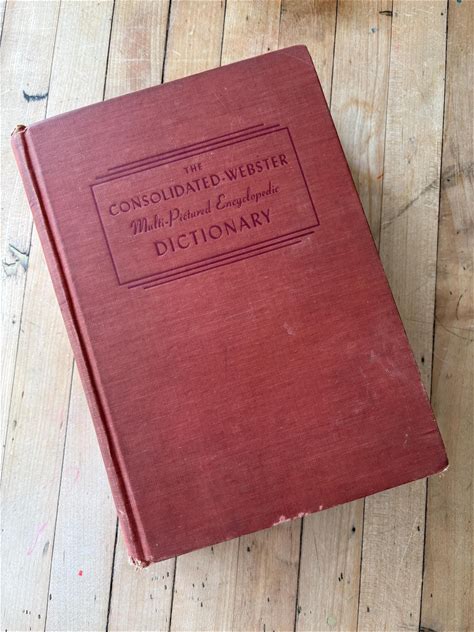 THE
CONSOLIDATED-WEBSTER
Multi-Pictured Encyclopedic
DICTIONARY